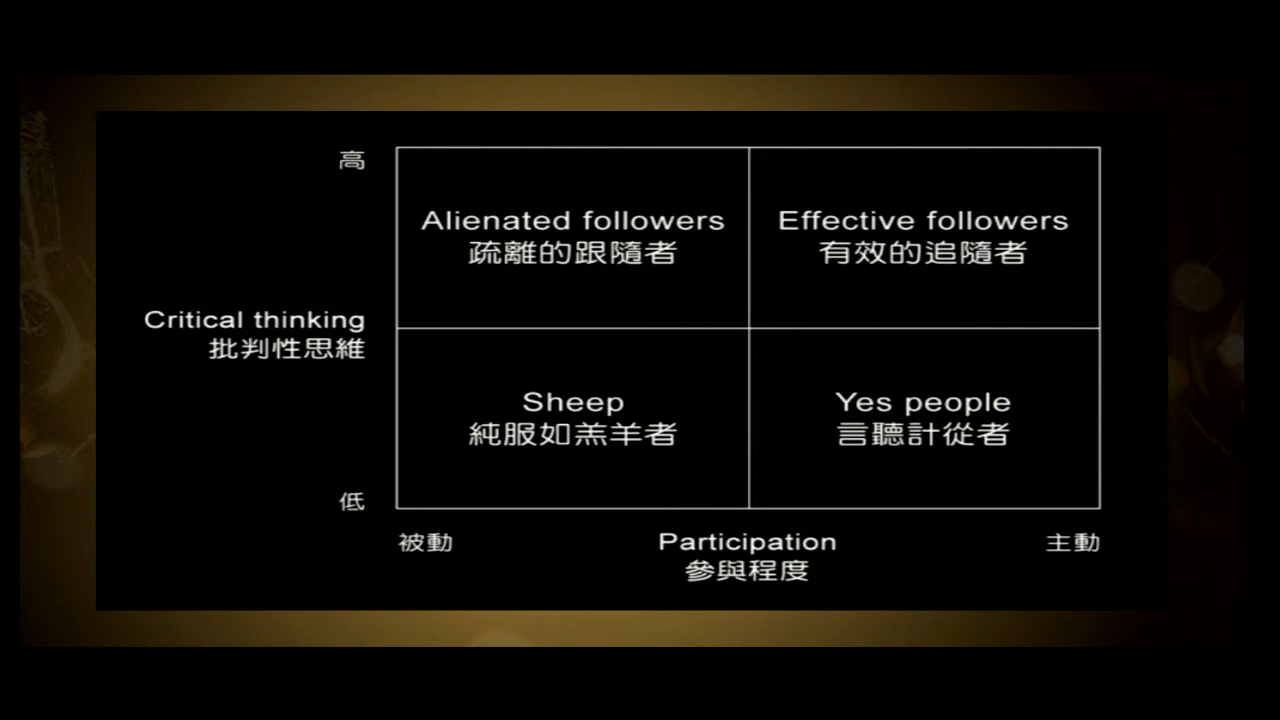 高
Alienated followers
疏離的跟隨者
Effective followers
有效的追隨者
Critical thinking
批判性思維
Sheep
純服如羔羊者
Yes people
言聽計從者
低
被動
Participation
參與程度
主動